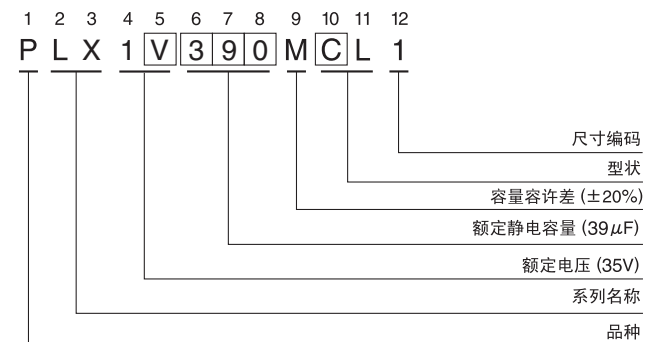 1 2 3 4 5 6 7 8 9 10 11 12
P L X 1 V 3 9 0 M C L 1
尺寸编码
型状
容量容许差 (±20%)
额定静电容量 (39μF)
额定电压 (35V)
系列名称
品种